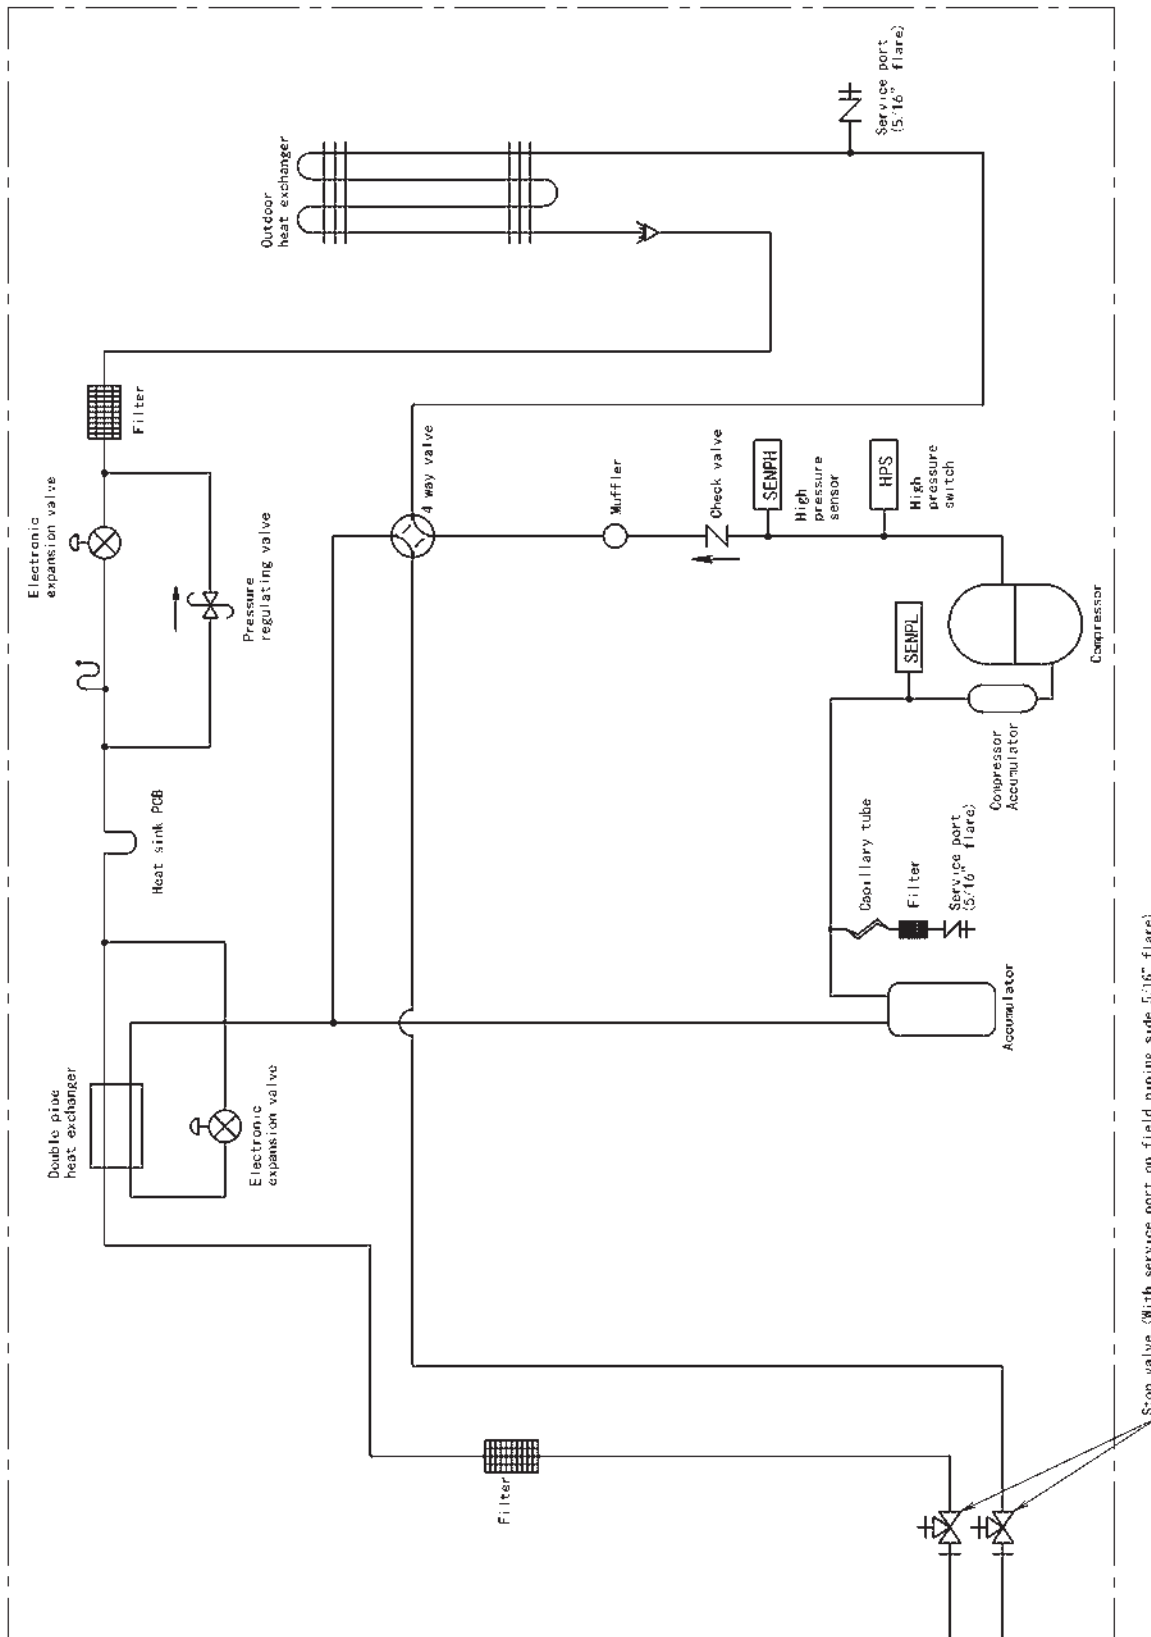 Service port
(5/16" flare)
Outdoor
heat exchanger
Filter
4 way valve
Electronic
expansion valve
Pressure
regulating valve
Muffler
Check valve
SENPH
High
pressure
sensor
HPS
High
pressure
switch
SENPL
Compressor
Compressor
Accumulator
Heat sink PCB
Capillary tube
Filter
Service port
(5/16" flare)
Accumulator
Double pipe
heat exchanger
Electronic
expansion valve
Filter
Stop valve (With service port on field piping side 5/16" flare)